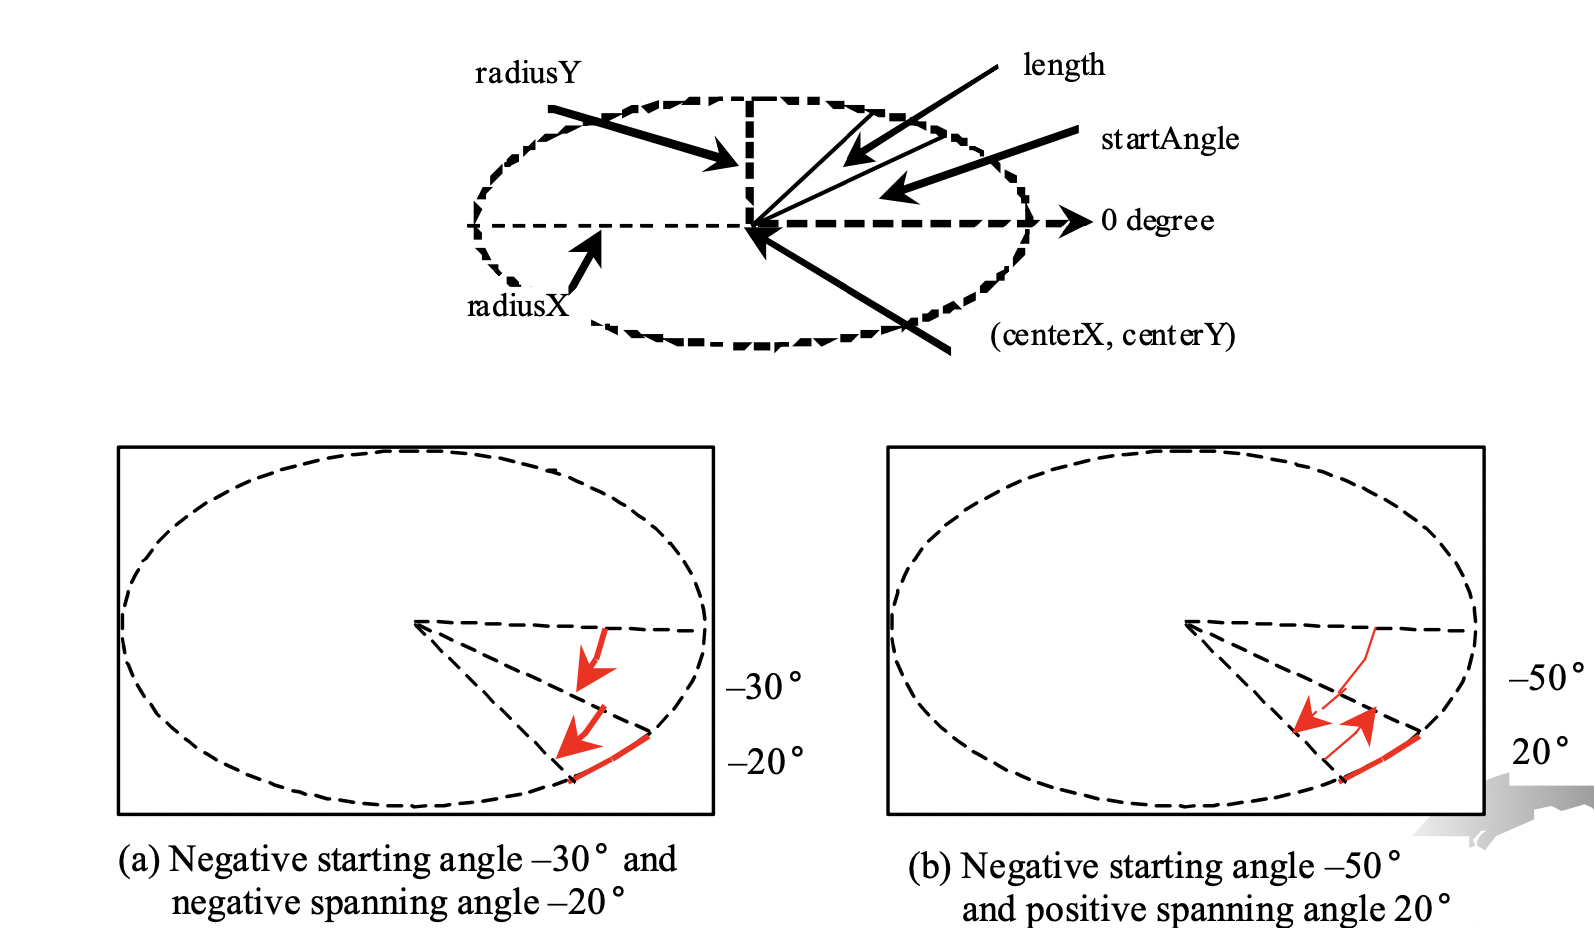 radiusY
length
startAngle
0 degree
radiusX
(centerX, centerY)
–30°
–20°
–50°
20°
(a) Negative starting angle –30° and
negative spanning angle –20°
(b) Negative starting angle –50°
and positive spanning angle 20°